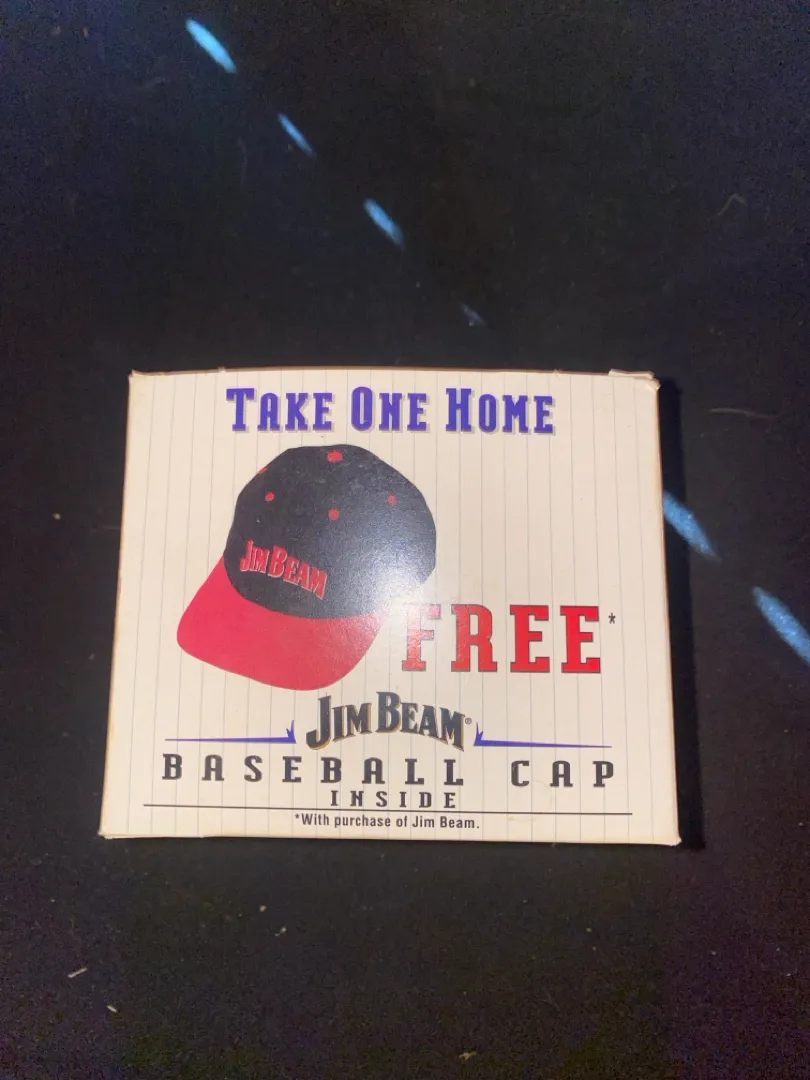 TAKE ONE HOME
JIM BEAM
FREE*
JIM BEAM®
BASEBALL CAP
INSIDE
*With purchase of Jim Beam.